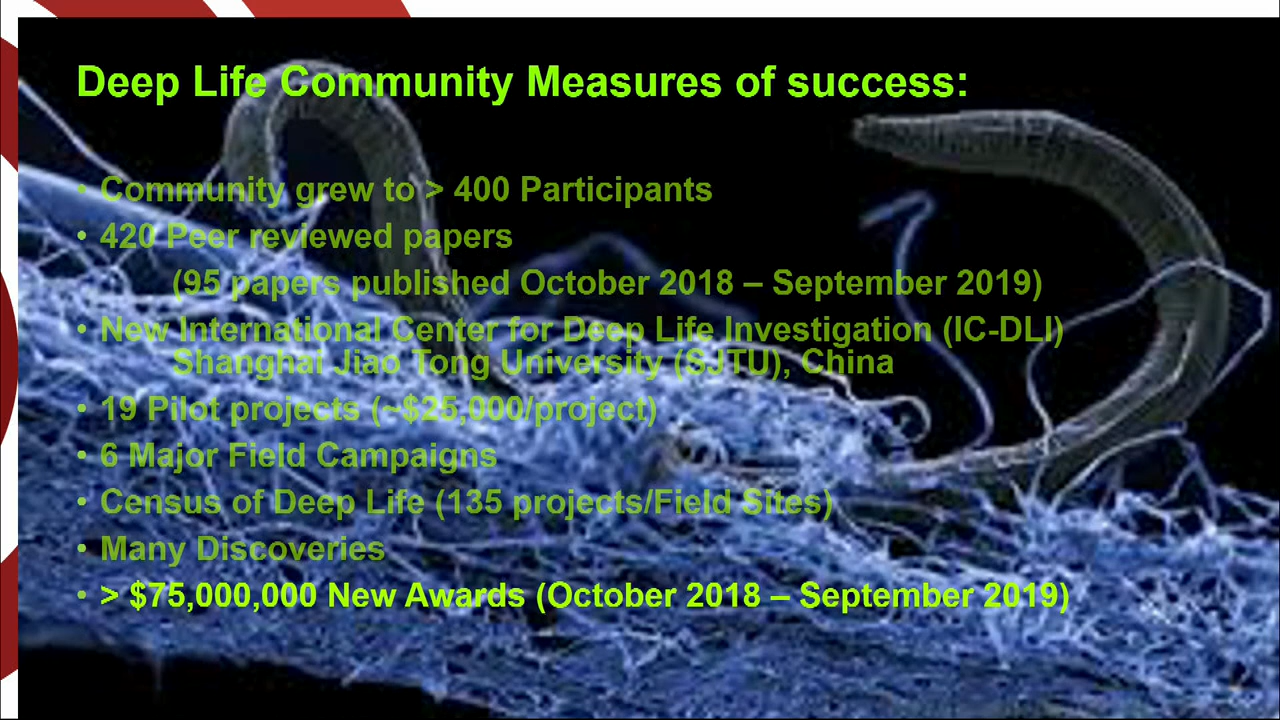 Deep Life Community Measures of success:
• Community grew to > 400 Participants
• 420 Peer reviewed papers
(95 papers published October 2018 – September 2019)
• New International Center for Deep Life Investigation (IC-DLI)
Shanghai Jiao Tong University (SJTU), China
• 19 Pilot projects (~$25,000/project)
• 6 Major Field Campaigns
• Census of Deep Life (135 projects/Field Sites)
• Many Discoveries
• > $75,000,000 New Awards (October 2018 – September 2019)